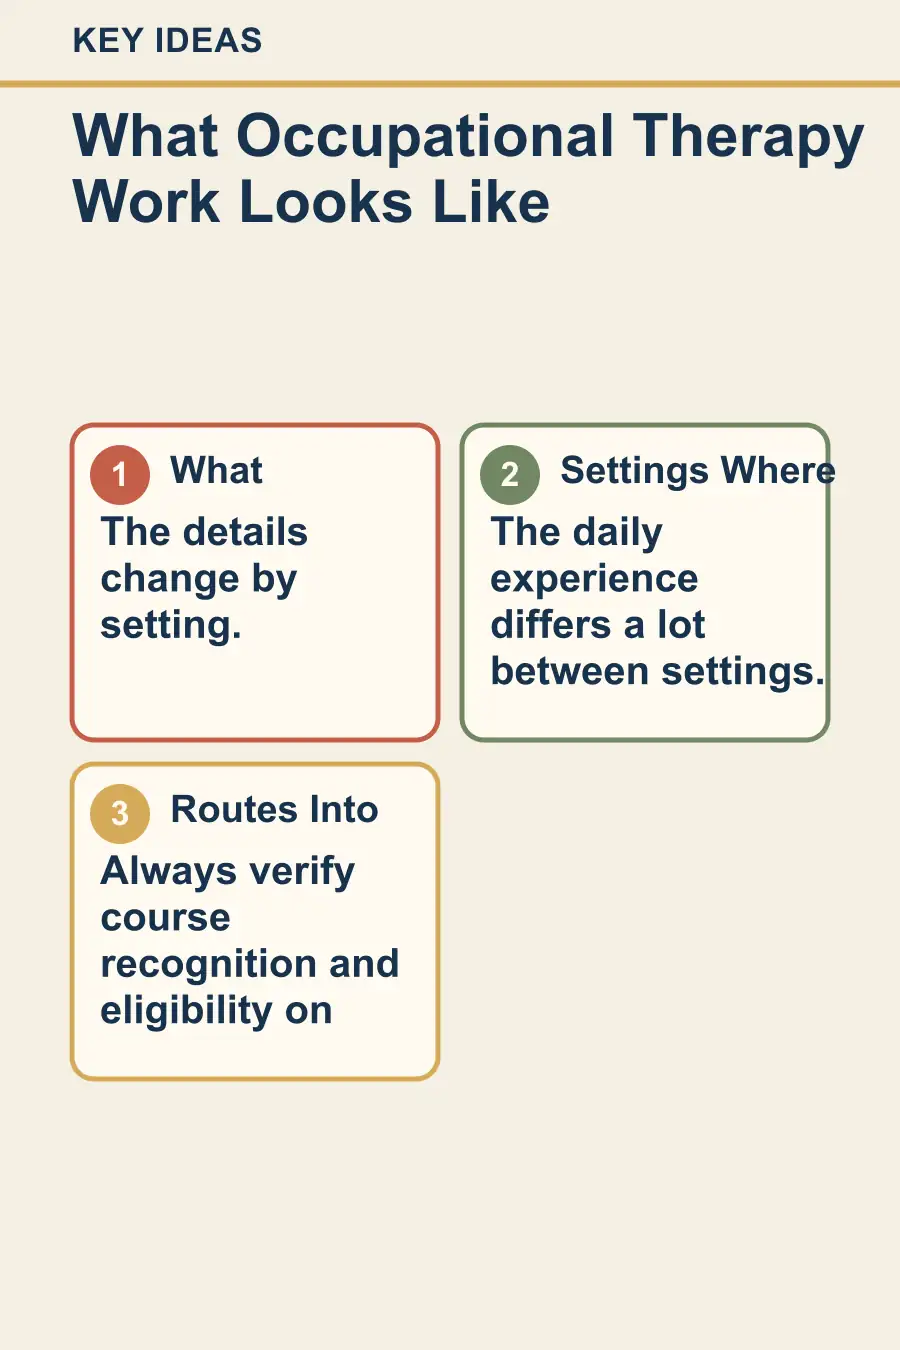 KEY IDEAS
What Occupational Therapy
Work Looks Like
1 What
The details
change by
setting.
2 Settings Where
The daily
experience
differs a lot
between settings.
3 Routes Into
Always verify
course
recognition and
eligibility on